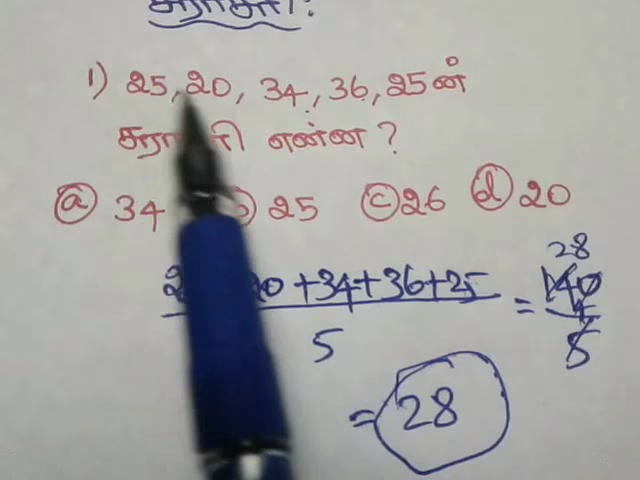 சராசரி:
1) 25, 20, 34, 36, 25ன்
என்ன ?
ⓐ 34 25 ⓒ 26 ⓓ 20
28
+34+36+25 = 140
5 5
= 28